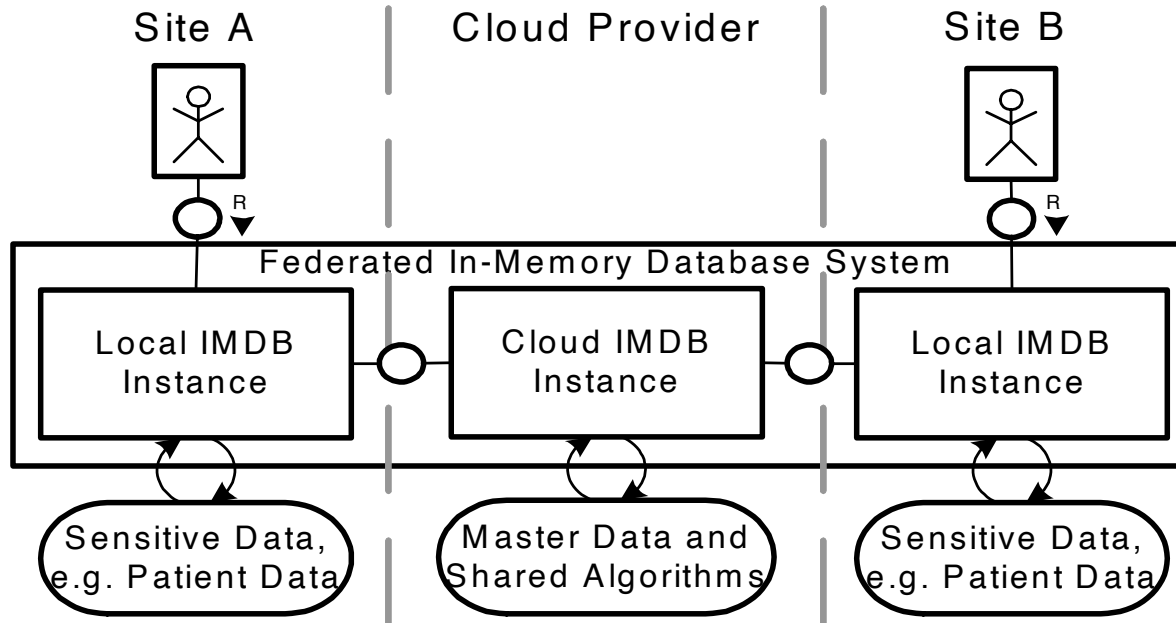 Site A
Cloud Provider
Site B
R
R
Federated In-Memory Database System
Local IMDB
Instance
Cloud IMDB
Instance
Local IMDB
Instance
Sensitive Data,
e.g. Patient Data
Master Data and
Shared Algorithms
Sensitive Data,
e.g. Patient Data